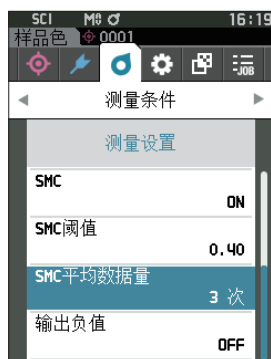 SCI M 16:19
样品色 0001
JOB
测量条件
测量设置
SMC
ON
SMC阈值
0.40
SMC平均数据量
3 次
输出负值
OFF